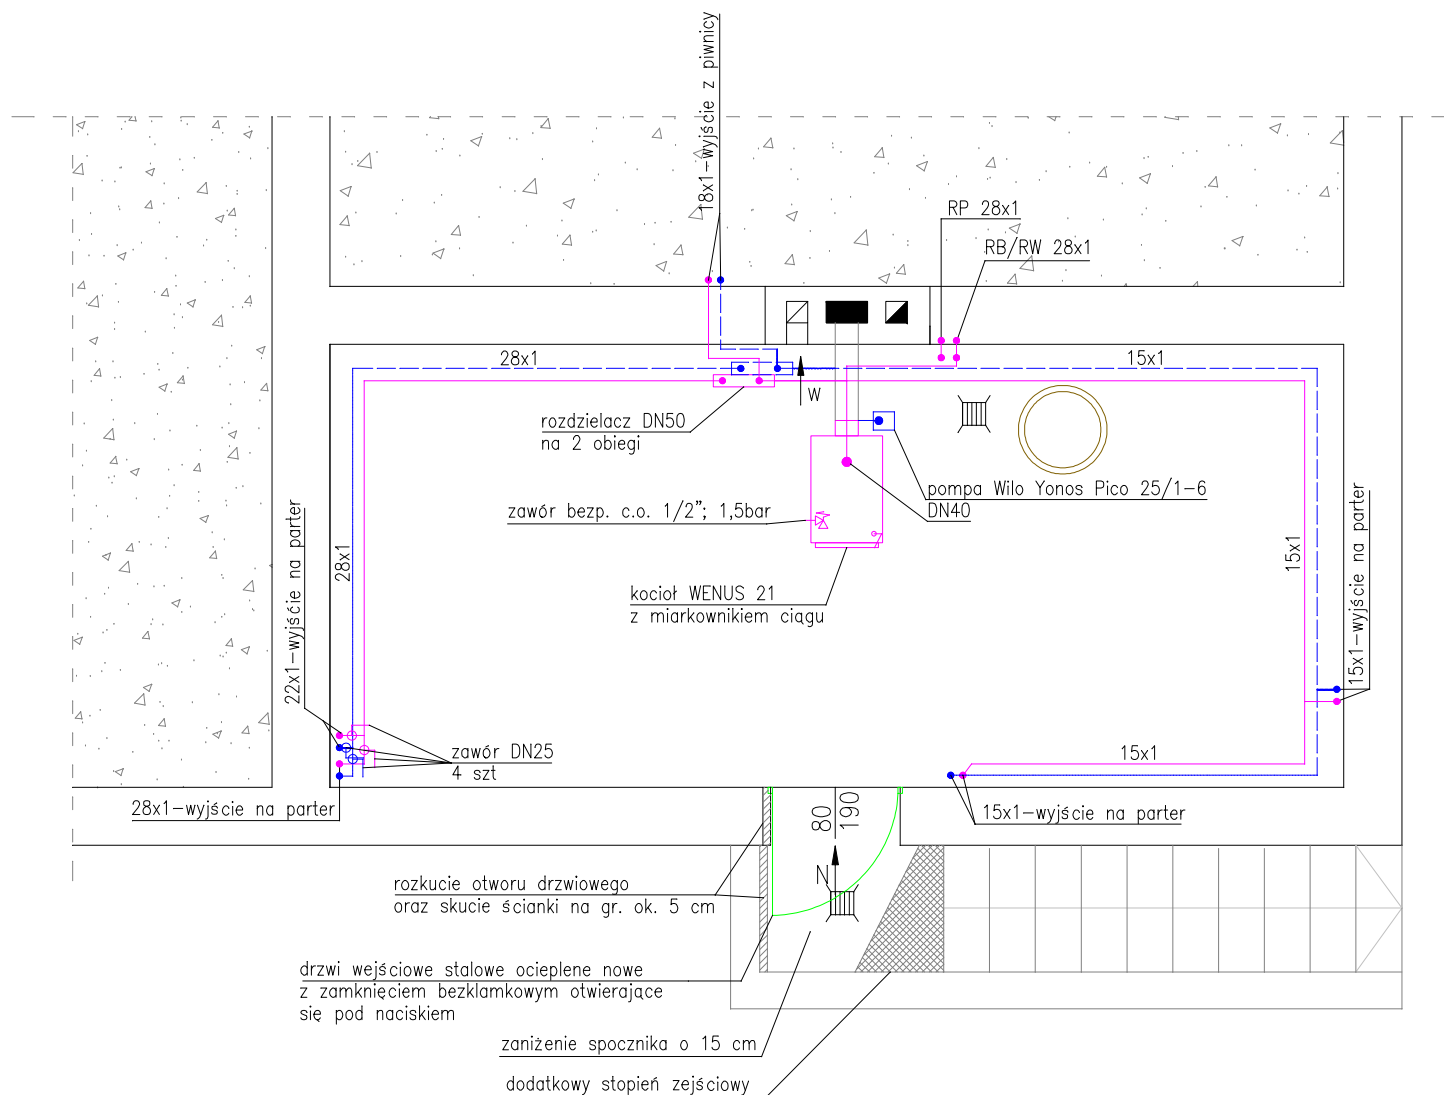 18x1-wyjście z piwnicy
RP 28x1
RB/RW 28x1
28x1
15x1
W
rozdzielacz DN50
na 2 obiegi
pompa Wilo Yonos Pico 25/1-6
DN40
zawór bezp. c.o. 1/2"; 1,5bar
22x1-wyjście na parter
28x1
15x1
15x1-wyjście na parter
kocioł WENUS 21
z miarkownikiem ciągu
zawór DN25
4 szt
15x1
28x1-wyjście na parter
80
190
15x1-wyjście na parter
N
rozkucie otworu drzwiowego
oraz skucie ścianki na gr. ok. 5 cm
drzwi wejściowe stalowe ocieplene nowe
z zamknięciem bezklamkowym otwierające
się pod naciskiem
zaniżenie spocznika o 15 cm
dodatkowy stopień zejściowy